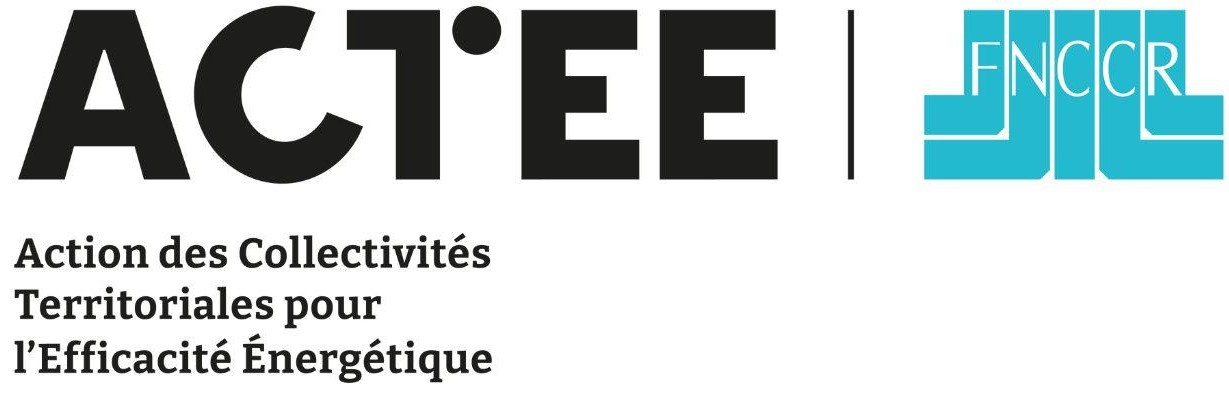 ACTEE
FNCCR
Action des Collectivités
Territoriales pour
l’Efficacité Énergétique